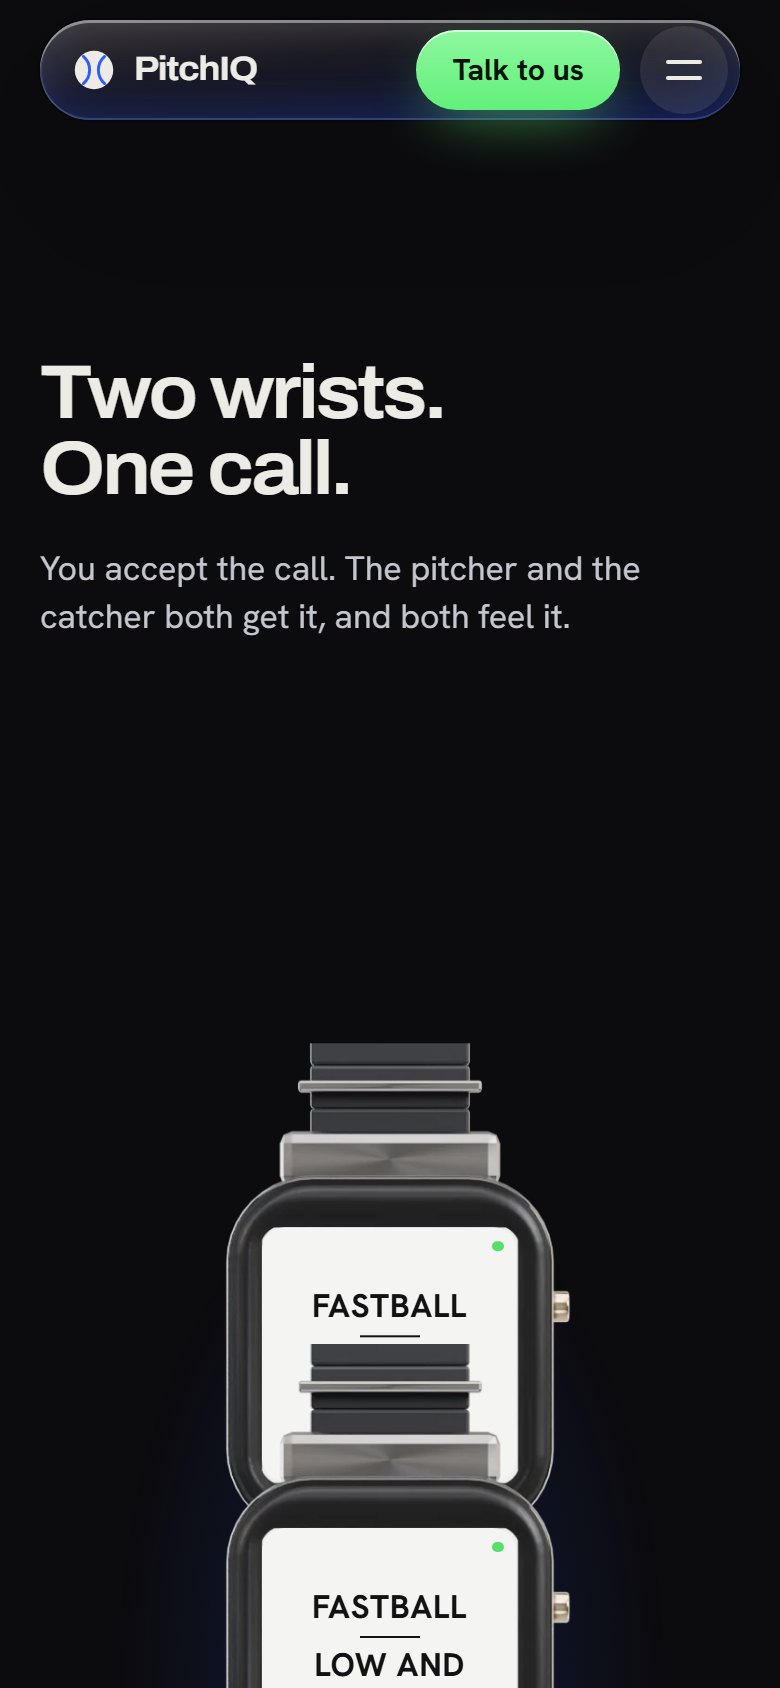 PitchIQ
Talk to us
Two wrists.
One call.
You accept the call. The pitcher and the
catcher both get it, and both feel it.
FASTBALL
FASTBALL
LOW AND